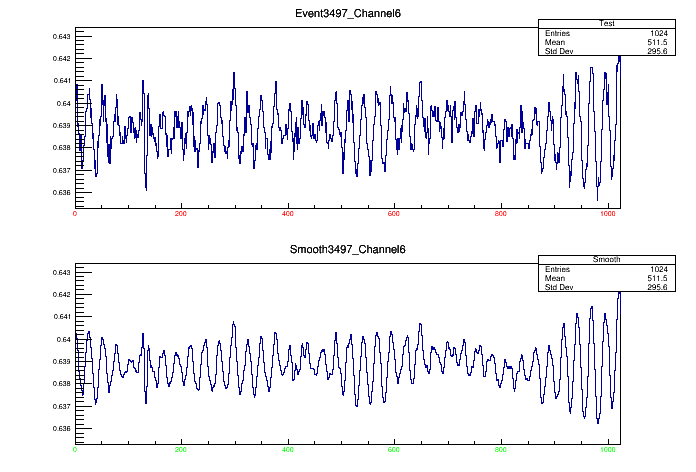 Event3497_Channel6
Test
Entries 1024
Mean 511.5
Std Dev 295.6
0.643
0.642
0.641
0.64
0.639
0.638
0.637
0.636
0 200 400 600 800 1000
Smooth3497_Channel6
Smooth
Entries 1024
Mean 511.5
Std Dev 295.6
0.643
0.642
0.641
0.64
0.639
0.638
0.637
0.636
0 200 400 600 800 1000